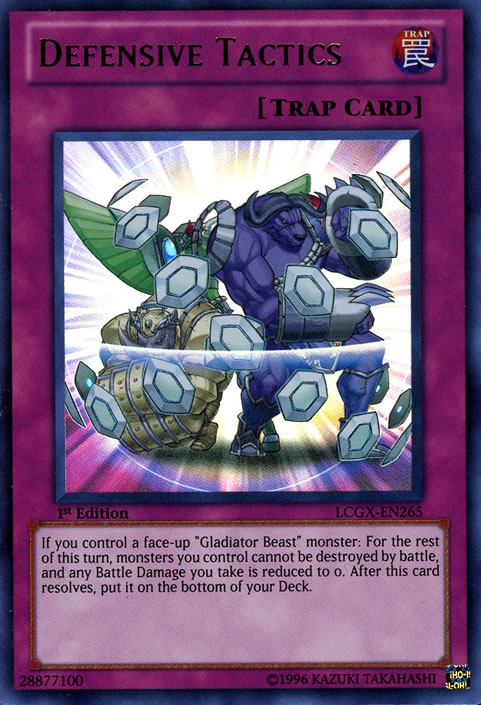 DEFENSIVE TACTICS
TRAP
罠
[TRAP CARD]
1st Edition
LCGX-EN265
If you control a face-up "Gladiator Beast" monster: For the rest
of this turn, monsters you control cannot be destroyed by battle,
and any Battle Damage you take is reduced to 0. After this card
resolves, put it on the bottom of your Deck.
28877100
©1996 KAZUKI TAKAHASHI